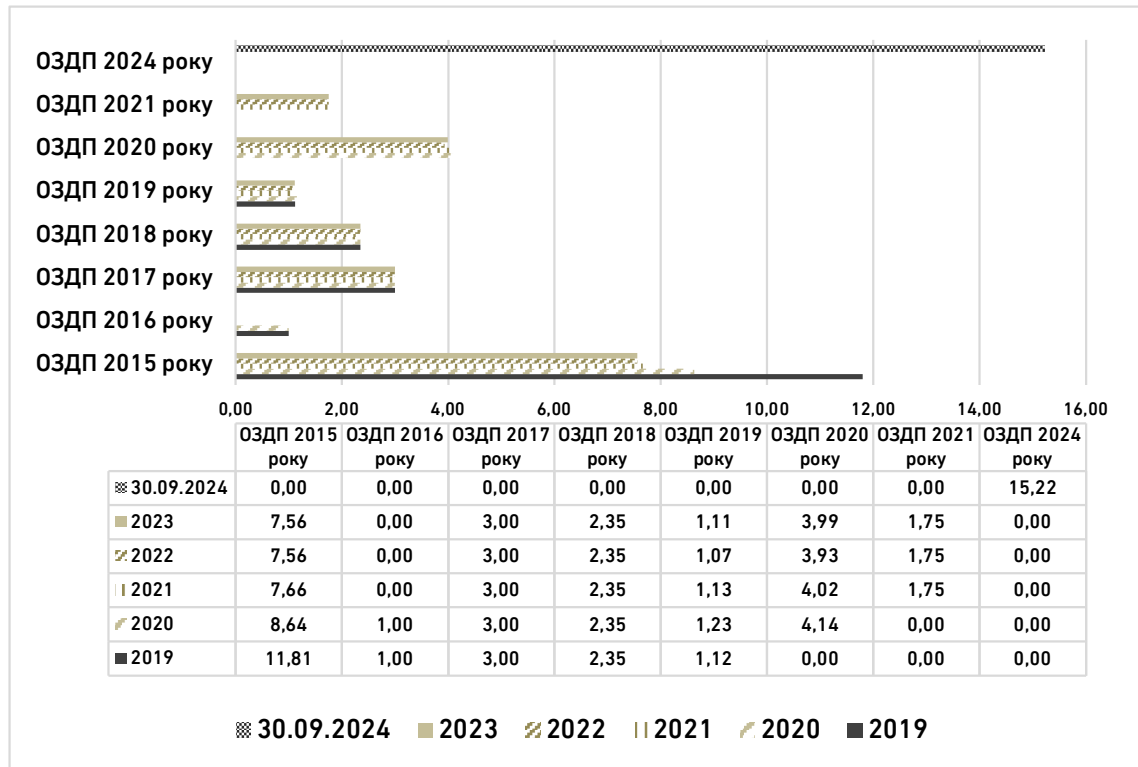 ОЗДП 2024 року
ОЗДП 2021 року
ОЗДП 2020 року
ОЗДП 2019 року
ОЗДП 2018 року
ОЗДП 2017 року
ОЗДП 2016 року
ОЗДП 2015 року
0,00 2,00 4,00 6,00 8,00 10,00 12,00 14,00 16,00
ОЗДП 2015 ОЗДП 2016 ОЗДП 2017 ОЗДП 2018 ОЗДП 2019 ОЗДП 2020 ОЗДП 2021 ОЗДП 2024
року року року року року року року року
30.09.2024 0,00 0,00 0,00 0,00 0,00 0,00 0,00 15,22
2023 7,56 0,00 3,00 2,35 1,11 3,99 1,75 0,00
2022 7,56 0,00 3,00 2,35 1,07 3,93 1,75 0,00
2021 7,66 0,00 3,00 2,35 1,13 4,02 1,75 0,00
2020 8,64 1,00 3,00 2,35 1,23 4,14 0,00 0,00
2019 11,81 1,00 3,00 2,35 1,12 0,00 0,00 0,00
30.09.2024 2023 2022 2021 2020 2019